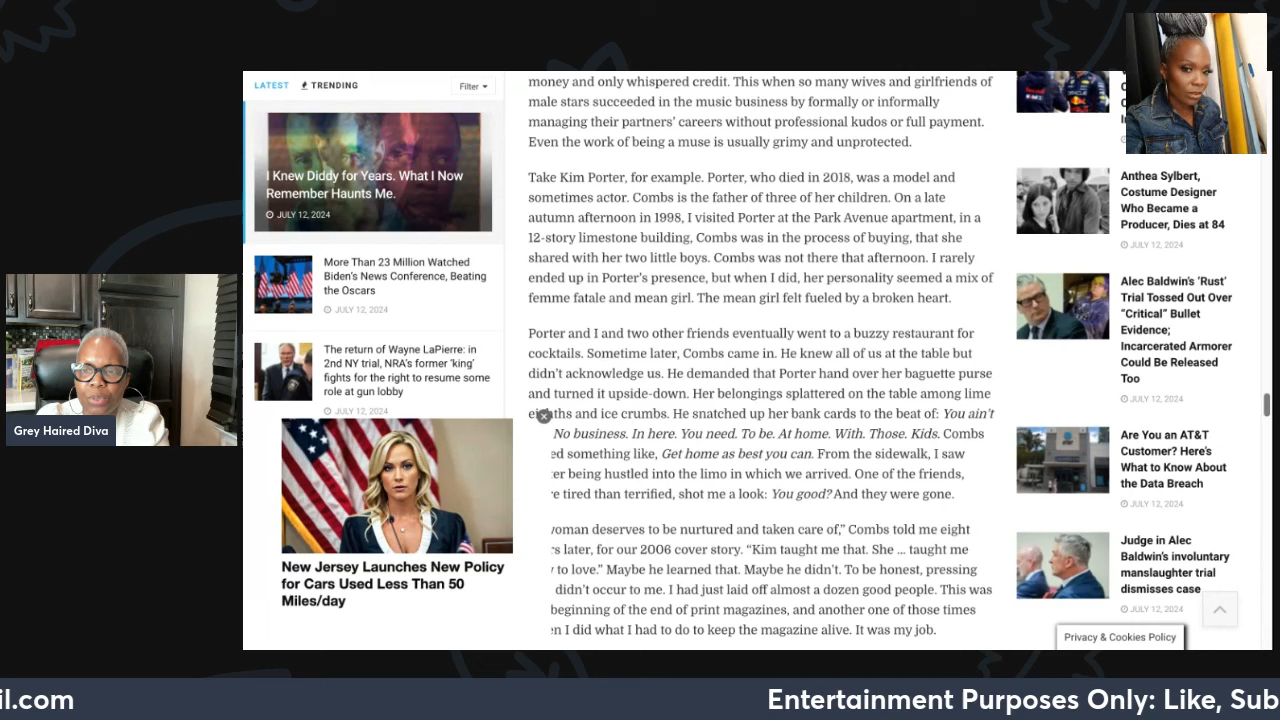 LATEST
TRENDING
Filter
I Knew Diddy for Years. What I Now
Remember Haunts Me.
JULY 12, 2024
More Than 23 Million Watched
Biden's News Conference, Beating
the Oscars
JULY 12, 2024
The return of Wayne LaPierre: in
2nd NY trial, NRA's former 'king'
fights for the right to resume some
role at gun lobby
JULY 12, 2024
New Jersey Launches New Policy
for Cars Used Less Than 50
Miles/day
Grey Haired Diva
money and only whispered credit. This when so many wives and girlfriends of
male stars succeeded in the music business by formally or informally
managing their partners' careers without professional kudos or full payment.
Even the work of being a muse is usually grimy and unprotected.
Take Kim Porter, for example. Porter, who died in 2018, was a model and
sometimes actor. Combs is the father of three of her children. On a late
autumn afternoon in 1998, I visited Porter at the Park Avenue apartment, in a
12-story limestone building, Combs was in the process of buying, that she
shared with her two little boys. Combs was not there that afternoon. I rarely
ended up in Porter's presence, but when I did, her personality seemed a mix of
femme fatale and mean girl. The mean girl felt fueled by a broken heart.
Porter and I and two other friends eventually went to a buzzy restaurant for
cocktails. Sometime later, Combs came in. He knew all of us at the table but
didn't acknowledge us. He demanded that Porter hand over her baguette purse
and turned it upside-down. Her belongings splattered on the table among lime
and ice crumbs. He snatched up her bank cards to the beat of: You ain't
No business. In here. You need. To be. At home. With. Those. Kids. Combs
ed something like, Get home as best you can. From the sidewalk, I saw
er being hustled into the limo in which we arrived. One of the friends,
e tired than terrified, shot me a look: You good? And they were gone.
woman deserves to be nurtured and taken care of," Combs told me eight
s later, for our 2006 cover story. "Kim taught me that. She ... taught me
to love." Maybe he learned that. Maybe he didn't. To be honest, pressing
didn't occur to me. I had just laid off almost a dozen good people. This was
beginning of the end of print magazines, and another one of those times
en I did what I had to do to keep the magazine alive. It was my job.
Anthea Sylbert,
Costume Designer
Who Became a
Producer, Dies at 84
JULY 12, 2024
Alec Baldwin's 'Rust'
Trial Tossed Out Over
"Critical" Bullet
Evidence;
Incarcerated Armorer
Could Be Released
Too
JULY 12, 2024
Are You an AT&T
Customer? Here's
What to Know About
the Data Breach
JULY 12, 2024
Judge in Alec
Baldwin's involuntary
manslaughter trial
dismisses case
JULY 12, 2024
Privacy & Cookies Policy
il.com
Entertainment Purposes Only: Like, Sub